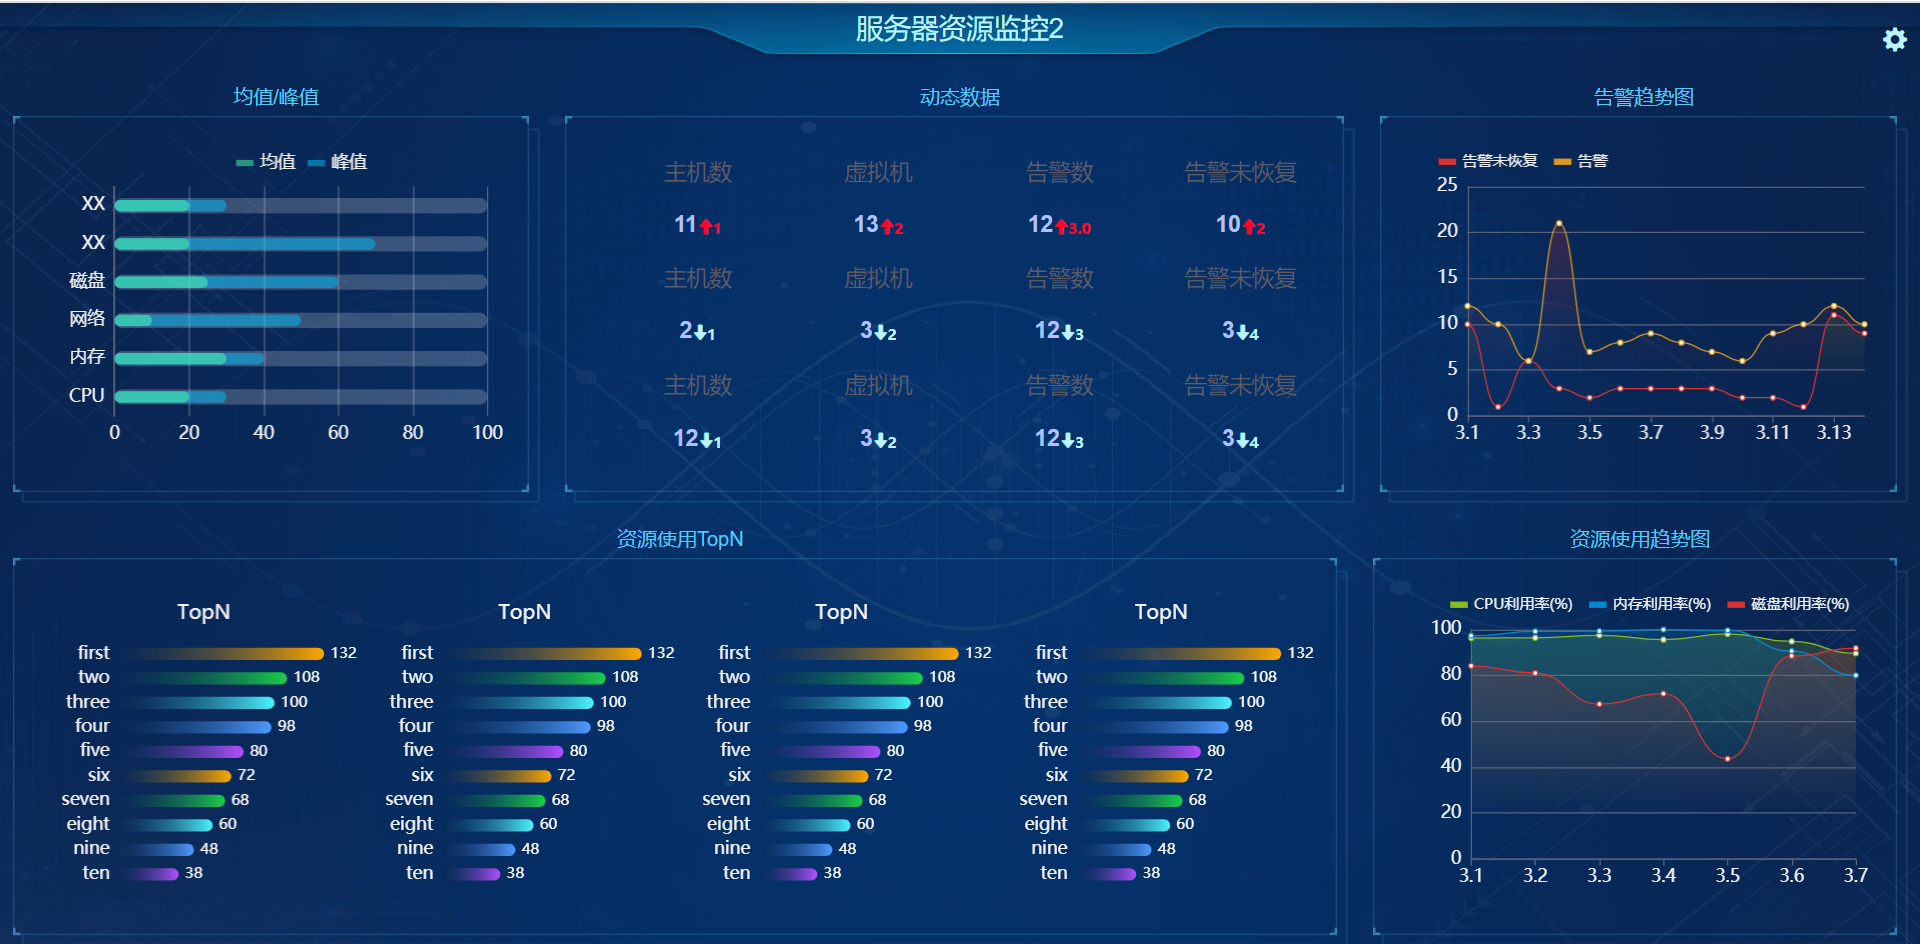 服务器资源监控2
均值/峰值
均值 峰值
XX
XX
磁盘
网络
内存
CPU
0 20 40 60 80 100
动态数据
主机数 虚拟机 告警数 告警未恢复
11 1 13 2 12 3.0 10 2
主机数 虚拟机 告警数 告警未恢复
2 1 3 2 12 3 3 4
主机数 虚拟机 告警数 告警未恢复
12 1 3 2 12 3 3 4
告警趋势图
告警未恢复 告警
25
20
15
10
5
0
3.1 3.3 3.5 3.7 3.9 3.11 3.13
资源使用TopN
TopN
first 132
two 108
three 100
four 98
five 80
six 72
seven 68
eight 60
nine 48
ten 38
TopN
first 132
two 108
three 100
four 98
five 80
six 72
seven 68
eight 60
nine 48
ten 38
TopN
first 132
two 108
three 100
four 98
five 80
six 72
seven 68
eight 60
nine 48
ten 38
TopN
first 132
two 108
three 100
four 98
five 80
six 72
seven 68
eight 60
nine 48
ten 38
资源使用趋势图
CPU利用率(%) 内存利用率(%) 磁盘利用率(%)
100
80
60
40
20
0
3.1 3.2 3.3 3.4 3.5 3.6 3.7